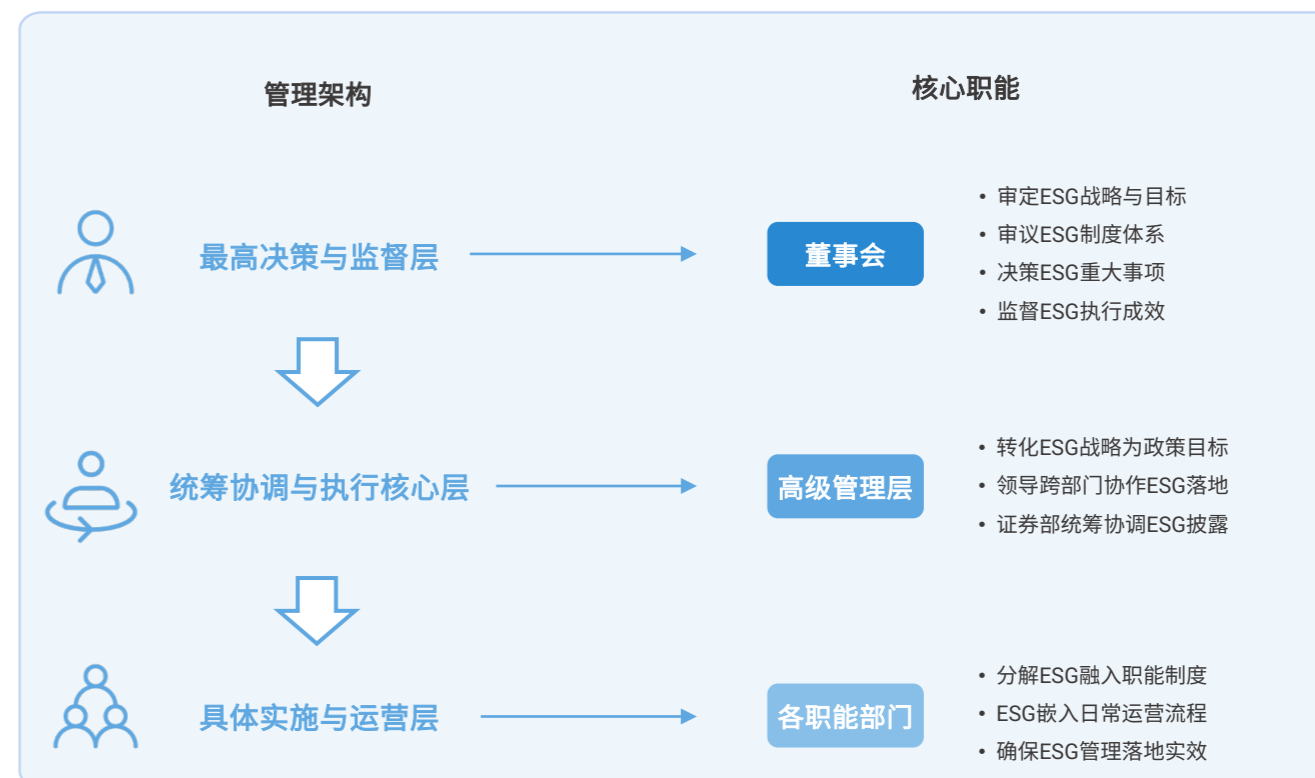 管理架构
核心职能
最高决策与监督层
董事会
• 审定ESG战略与目标
• 审议ESG制度体系
• 决策ESG重大事项
• 监督ESG执行成效
统筹协调与执行核心层
高级管理层
• 转化ESG战略为政策目标
• 领导跨部门协作ESG落地
• 证券部统筹协调ESG披露
具体实施与运营层
各职能部门
• 分解ESG融入职能制度
• ESG嵌入日常运营流程
• 确保ESG管理落地实效